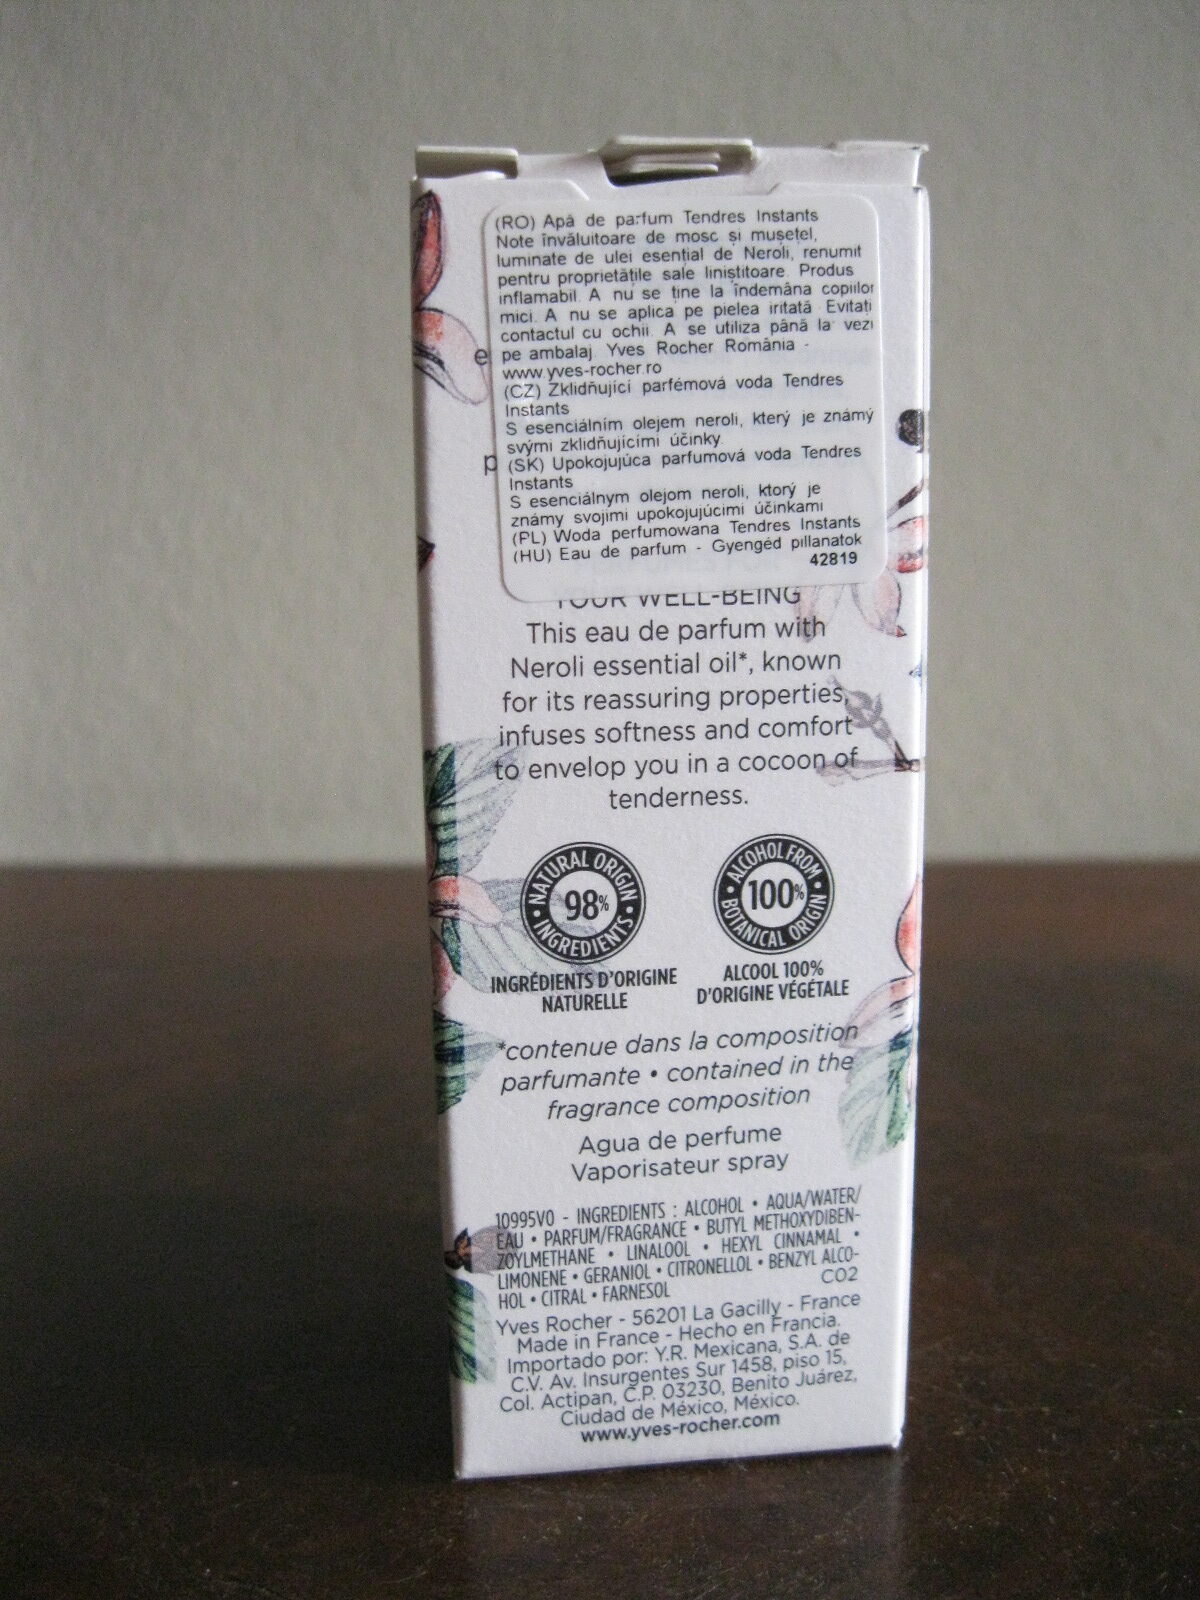 (RO) Apă de parfum Tendres Instants
Note învăluitoare de mosc și mușețel,
luminate de ulei esențial de Neroli, renumit
pentru proprietățile sale liniștitoare. Produs
inflamabil. A nu se ține la îndemâna copiilor
mici. A nu se aplica pe pielea iritată. Evitați
contactul cu ochii. A se utiliza până la: vezi
pe ambalaj. Yves Rocher România -
www.yves-rocher.ro
(CZ) Zklidňující parfémová voda Tendres
Instants
S esenciálním olejem neroli, který je známý
svými zklidňujícími účinky.
(SK) Upokojujúca parfumová voda Tendres
Instants
S esenciálnym olejom neroli, ktorý je
známy svojimi upokojujúcimi účinkami
(PL) Woda perfumowana Tendres Instants
(HU) Eau de parfum - Gyengéd pillanatok
42819
YOUR WELL-BEING
This eau de parfum with
Neroli essential oil*, known
for its reassuring properties,
infuses softness and comfort
to envelop you in a cocoon of
tenderness.
NATURAL ORIGIN
98%
INGREDIENTS
INGRÉDIENTS D'ORIGINE
NATURELLE
ALCOHOL FROM
100%
BOTANICAL ORIGIN
ALCOOL 100%
D'ORIGINE VÉGÉTALE
*contenue dans la composition
parfumante • contained in the
fragrance composition
Agua de perfume
Vaporisateur spray
10995V0 - INGREDIENTS : ALCOHOL • AQUA/WATER/
EAU • PARFUM/FRAGRANCE • BUTYL METHOXYDIBEN-
ZOYLMETHANE • LINALOOL • HEXYL CINNAMAL •
LIMONENE • GERANIOL • CITRONELLOL • BENZYL ALCO-
HOL • CITRAL • FARNESOL CO2
Yves Rocher - 56201 La Gacilly - France
Made in France - Hecho en Francia.
Importado por: Y.R. Mexicana, S.A. de
C.V. Av. Insurgentes Sur 1458, piso 15,
Col. Actipan, C.P. 03230, Benito Juárez,
Ciudad de México, México.
www.yves-rocher.com